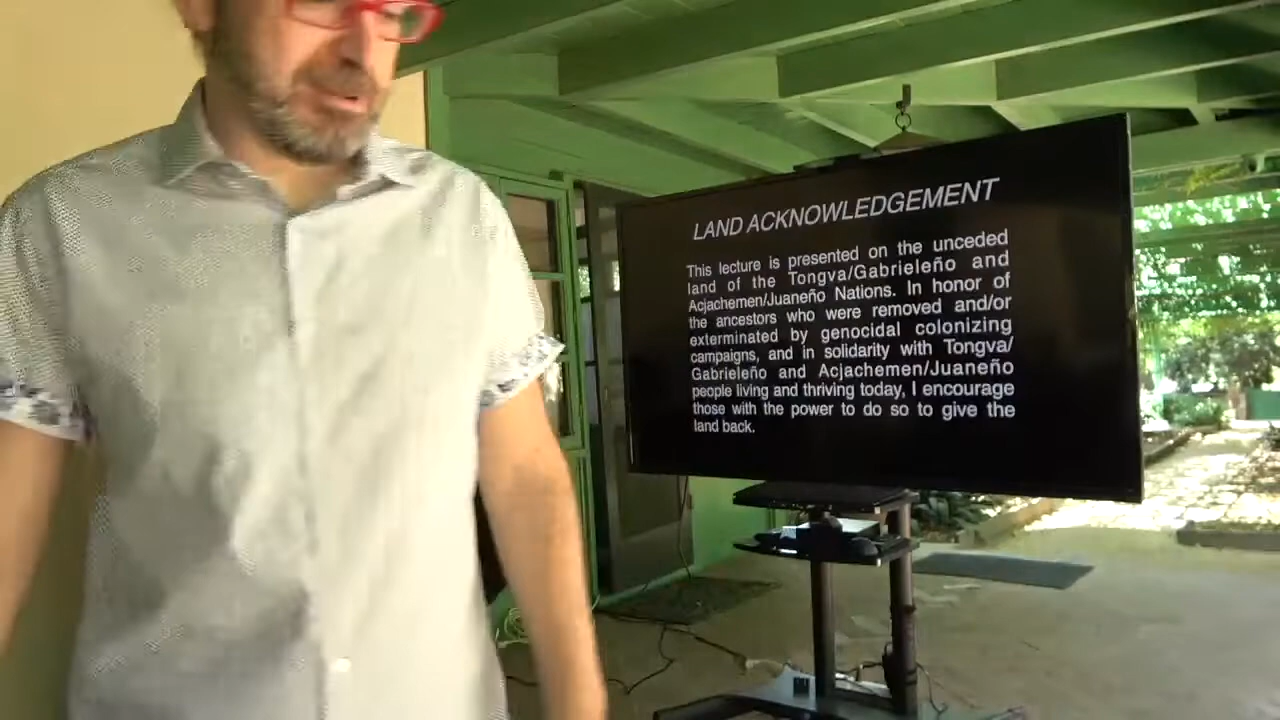 LAND ACKNOWLEDGEMENT
This lecture is presented on the unceded
land of the Tongva/Gabrieleño and
Acjachemen/Juaneño Nations. In honor of
the ancestors who were removed and/or
exterminated by genocidal colonizing
campaigns, and in solidarity with Tongva/
Gabrieleño and Acjachemen/Juaneño
people living and thriving today, I encourage
those with the power to do so to give the
land back.